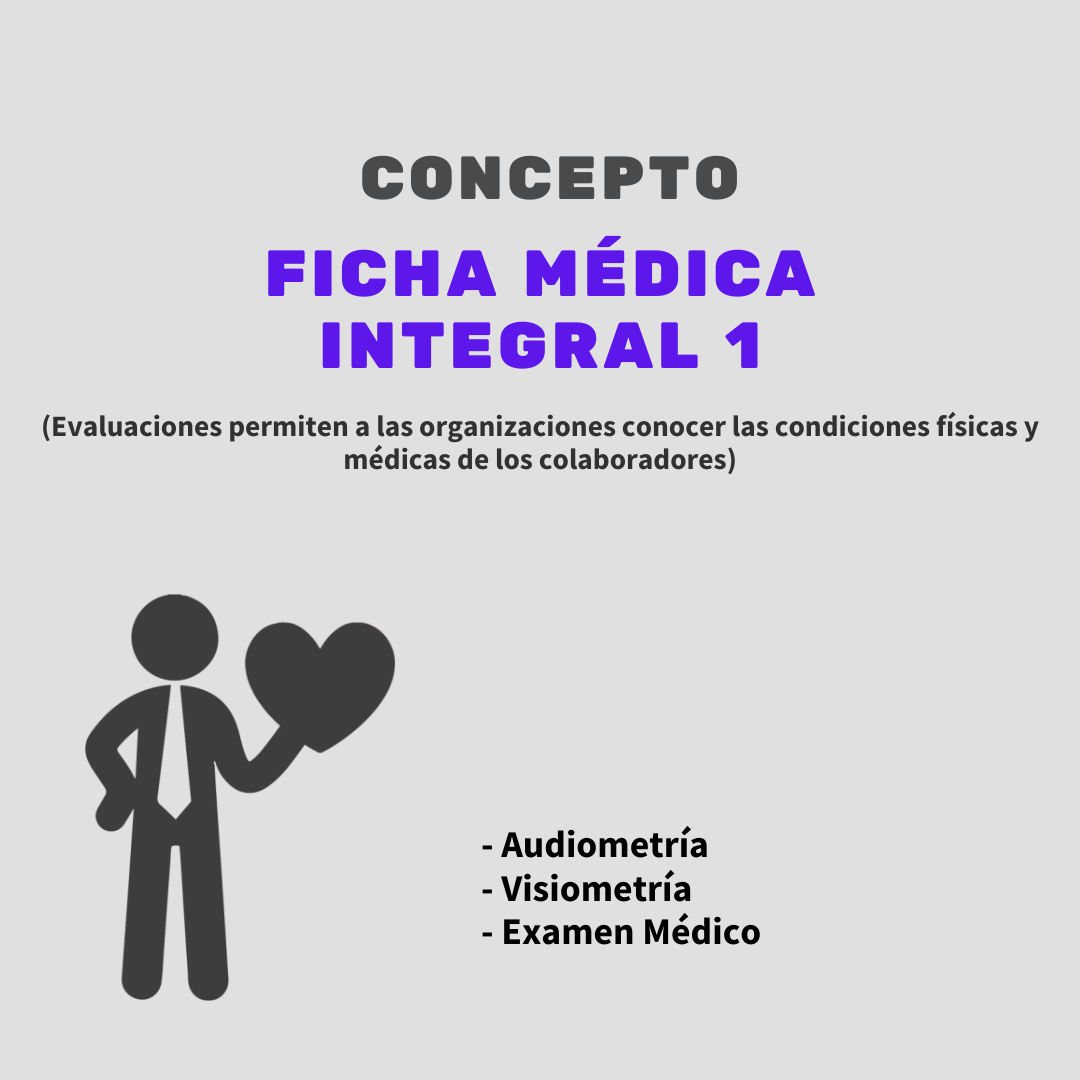 CONCEPTO
FICHA MÉDICA
INTEGRAL 1
(Evaluaciones permiten a las organizaciones conocer las condiciones físicas y
médicas de los colaboradores)
- Audiometría
- Visiometría
- Examen Médico